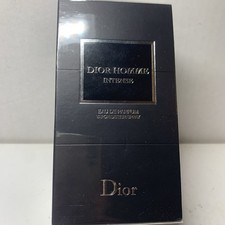 DIOR HOMME
INTENSE
EAU DE PARFUM
Dior